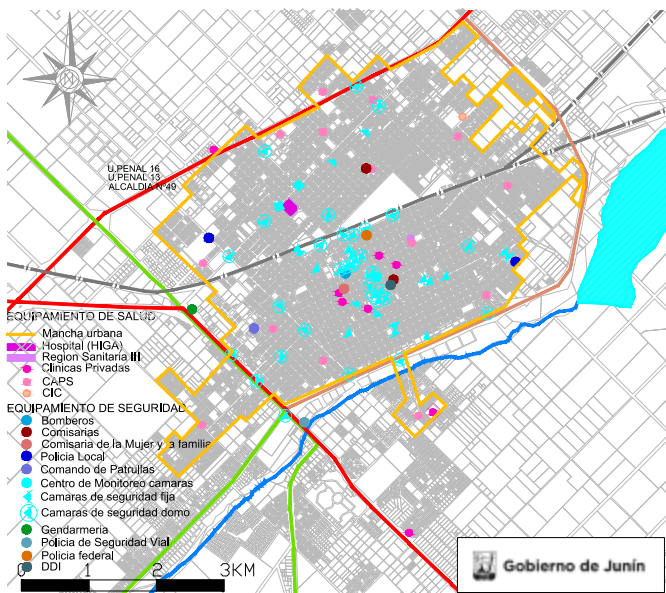 U.PENAL 16
U.PENAL 13
ALCALDIA N°49
EQUIPAMIENTO DE SALUD
Mancha urbana
Hospital (HIGA)
Region Sanitaria III
Clinicas Privadas
CAPS
CIC
EQUIPAMIENTO DE SEGURIDAD
Bomberos
Comisarias
Comisaria de la Mujer y la familia
Policia Local
Comando de Patrullas
Centro de Monitoreo camaras
Camaras de seguridad fija
Camaras de seguridad domo
Gendarmeria
Policia de Seguridad Vial
Policia federal
DDI
0 1 2 3KM
Gobierno de Junín